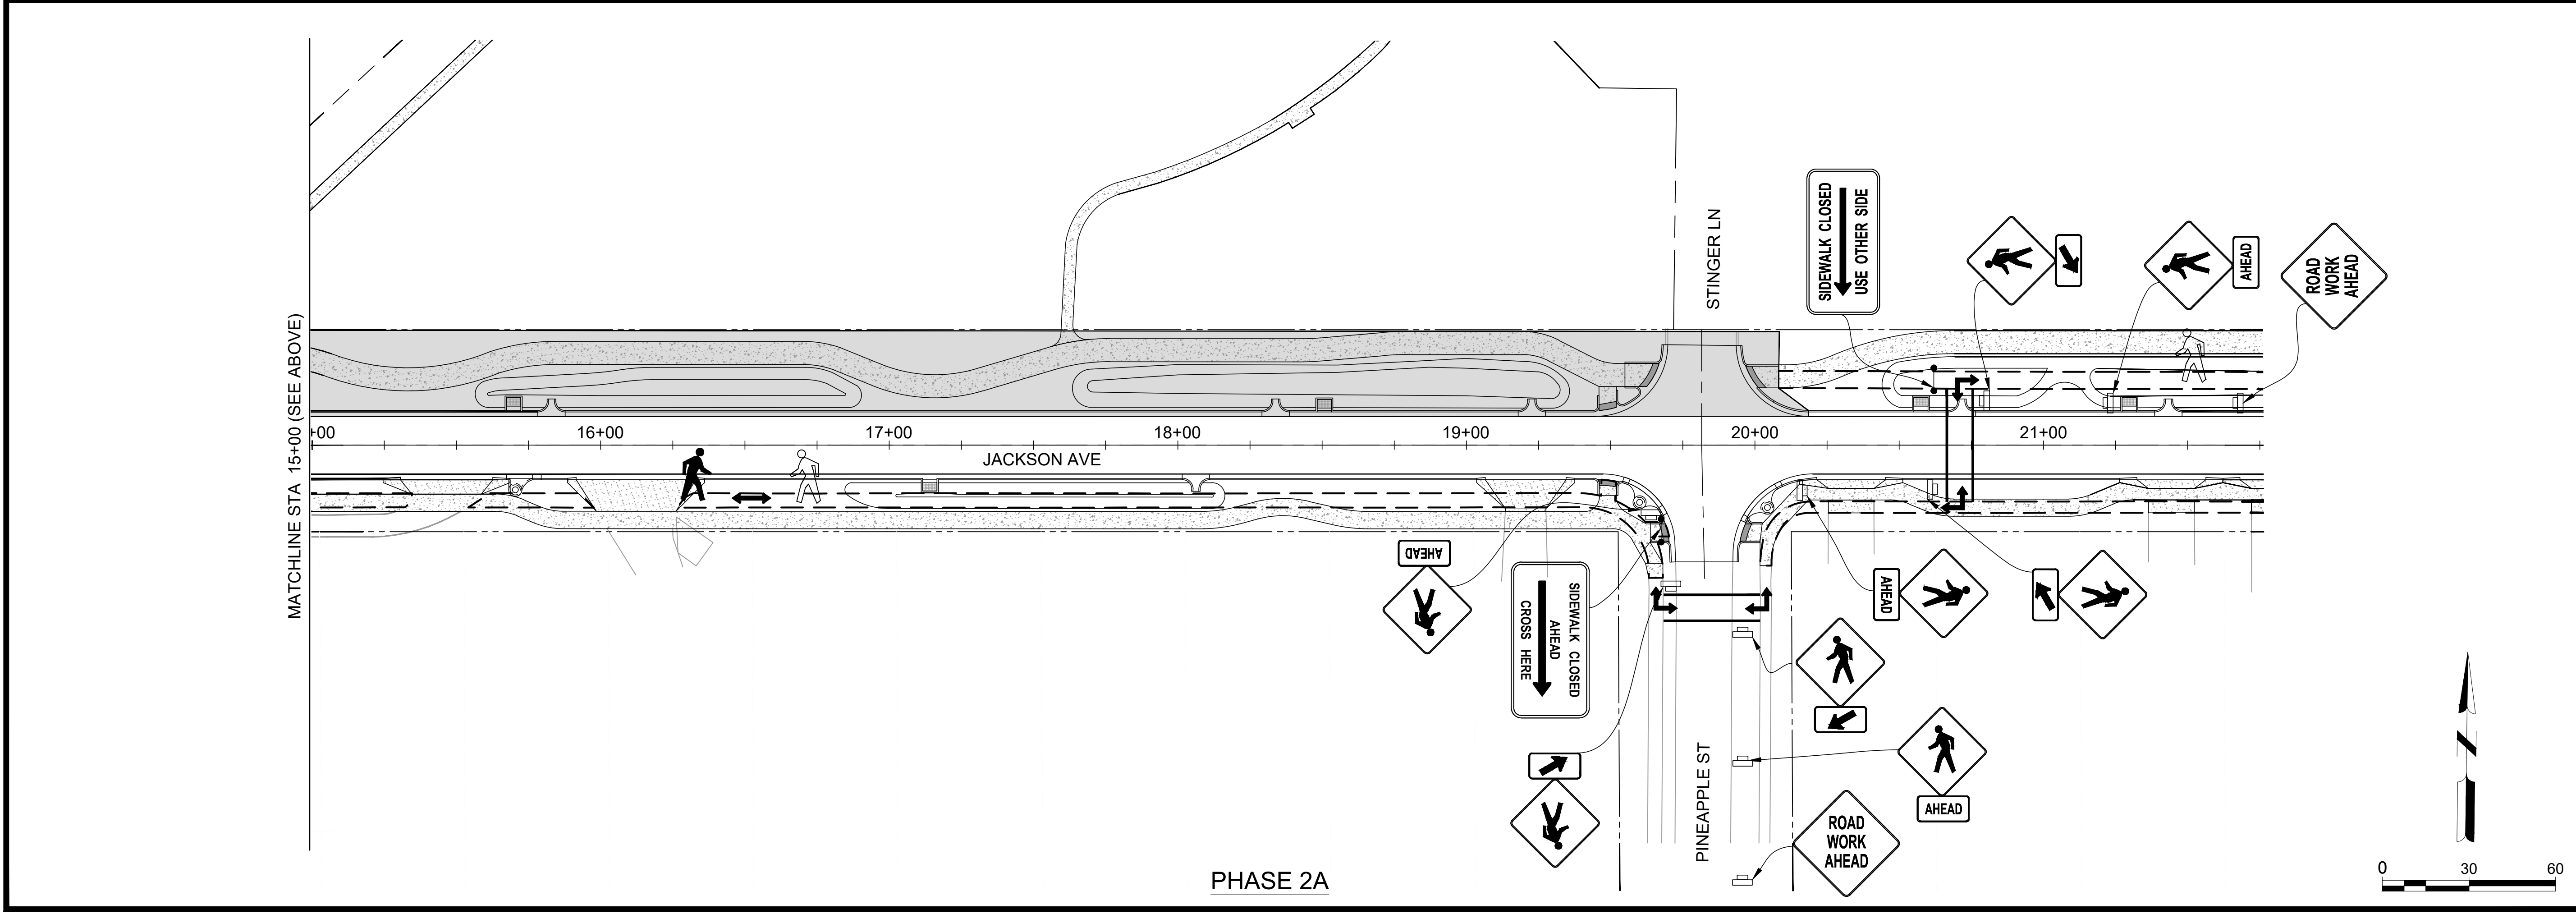 MATCHLINE STA 15+00 (SEE ABOVE)
STINGER LN
SIDEWALK CLOSED
USE OTHER SIDE
AHEAD
ROAD
WORK
AHEAD
+00
16+00
17+00
18+00
19+00
20+00
21+00
JACKSON AVE
AHEAD
SIDEWALK CLOSED
AHEAD
CROSS HERE
AHEAD
AHEAD
ROAD
WORK
AHEAD
PINEAPPLE ST
PHASE 2A
N
0 30 60